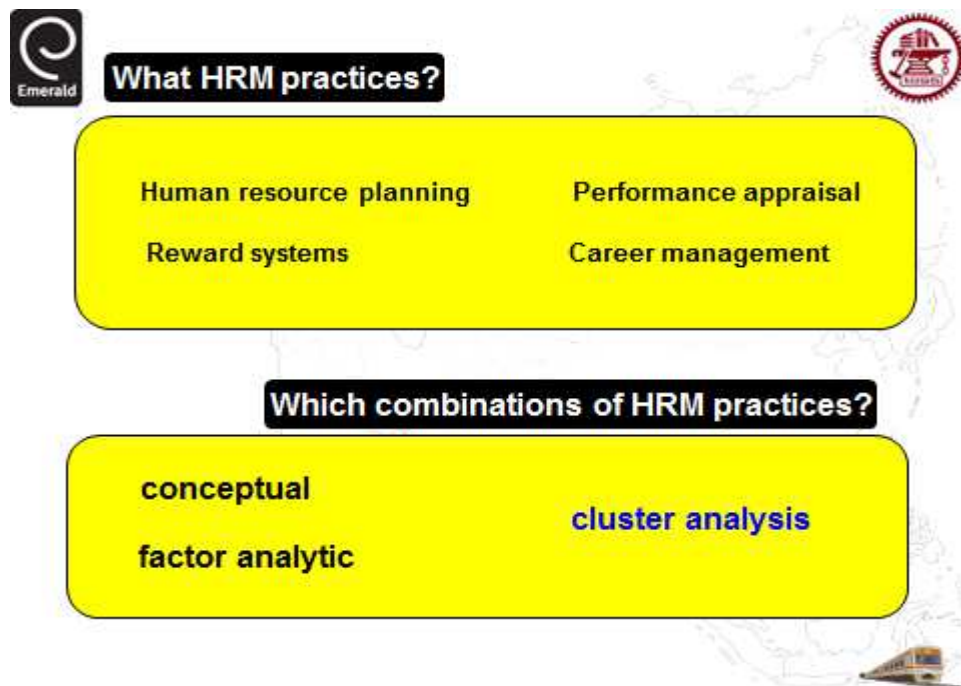 Emerald
What HRM practices?
Human resource planning
Performance appraisal
Reward systems
Career management
Which combinations of HRM practices?
conceptual
cluster analysis
factor analytic